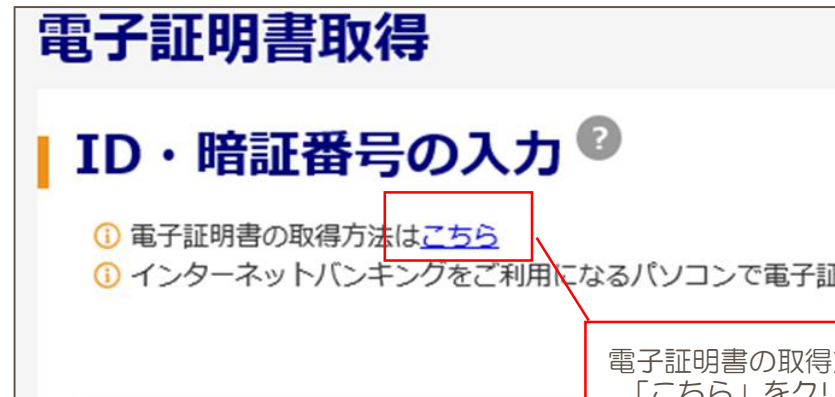 電子証明書取得
ID・暗証番号の入力 ?
電子証明書の取得方法はこちら
インターネットバンキングをご利用になるパソコンで電子証
電子証明書の取得
「こちら」をクリ